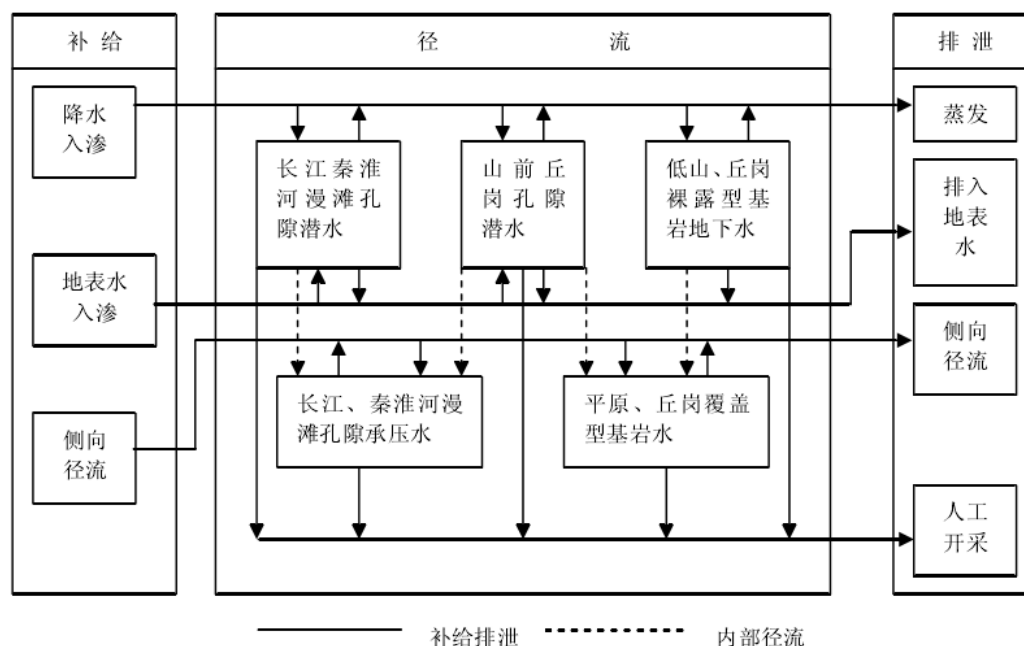 补 给
径 流
排 泄
降水
入渗
地表水
入渗
侧向
径流
长江秦淮
河漫滩孔
隙潜水
山前丘
岗孔隙
潜水
低山、丘岗
裸露型基
岩地下水
长江、秦淮河漫
滩孔隙承压水
平原、丘岗覆盖
型基岩水
蒸发
排入
地表
水
侧向
径流
人工
开采
补给排泄
内部径流